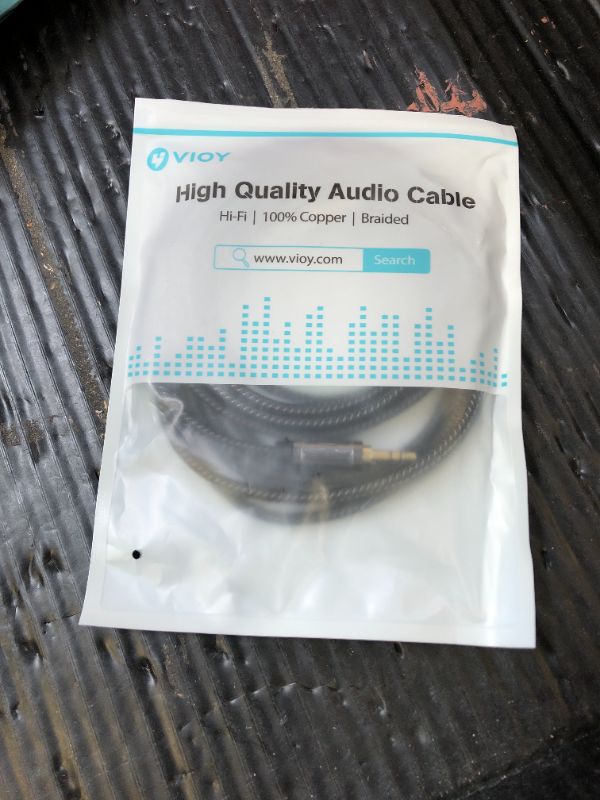 VIOY
High Quality Audio Cable
Hi-Fi | 100% Copper | Braided
www.vioy.com Search